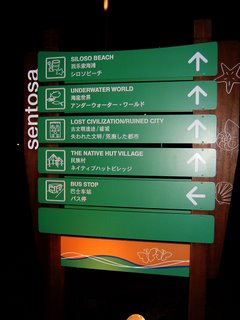 sentosa
SILOSO BEACH
西乐索海滩
シロソビーチ
UNDERWATER WORLD
海底世界
アンダーウォーター・ワールド
LOST CIVILIZATION/RUINED CITY
古文明遗迹/墟城
失われた文明/荒廃した都市
THE NATIVE HUT VILLAGE
民族村
ネイティブハットビレッジ
BUS STOP
巴士车站
バス停